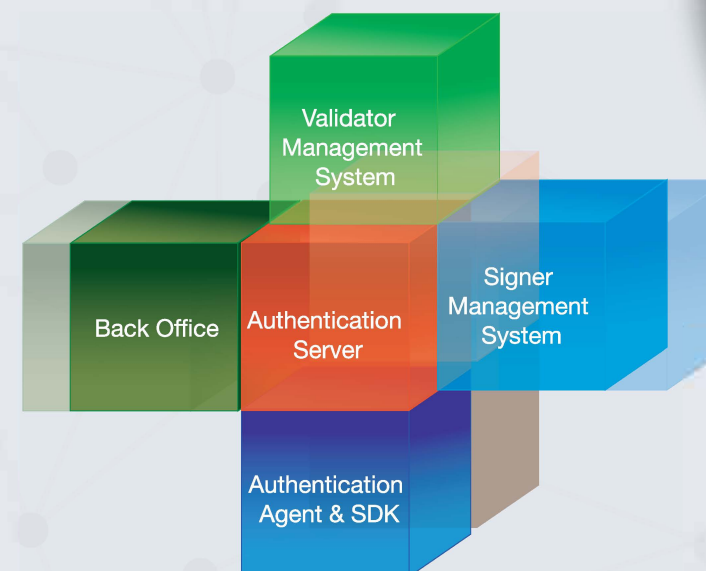 Validator
Management
System
Back Office
Authentication
Server
Signer
Management
System
Authentication
Agent & SDK